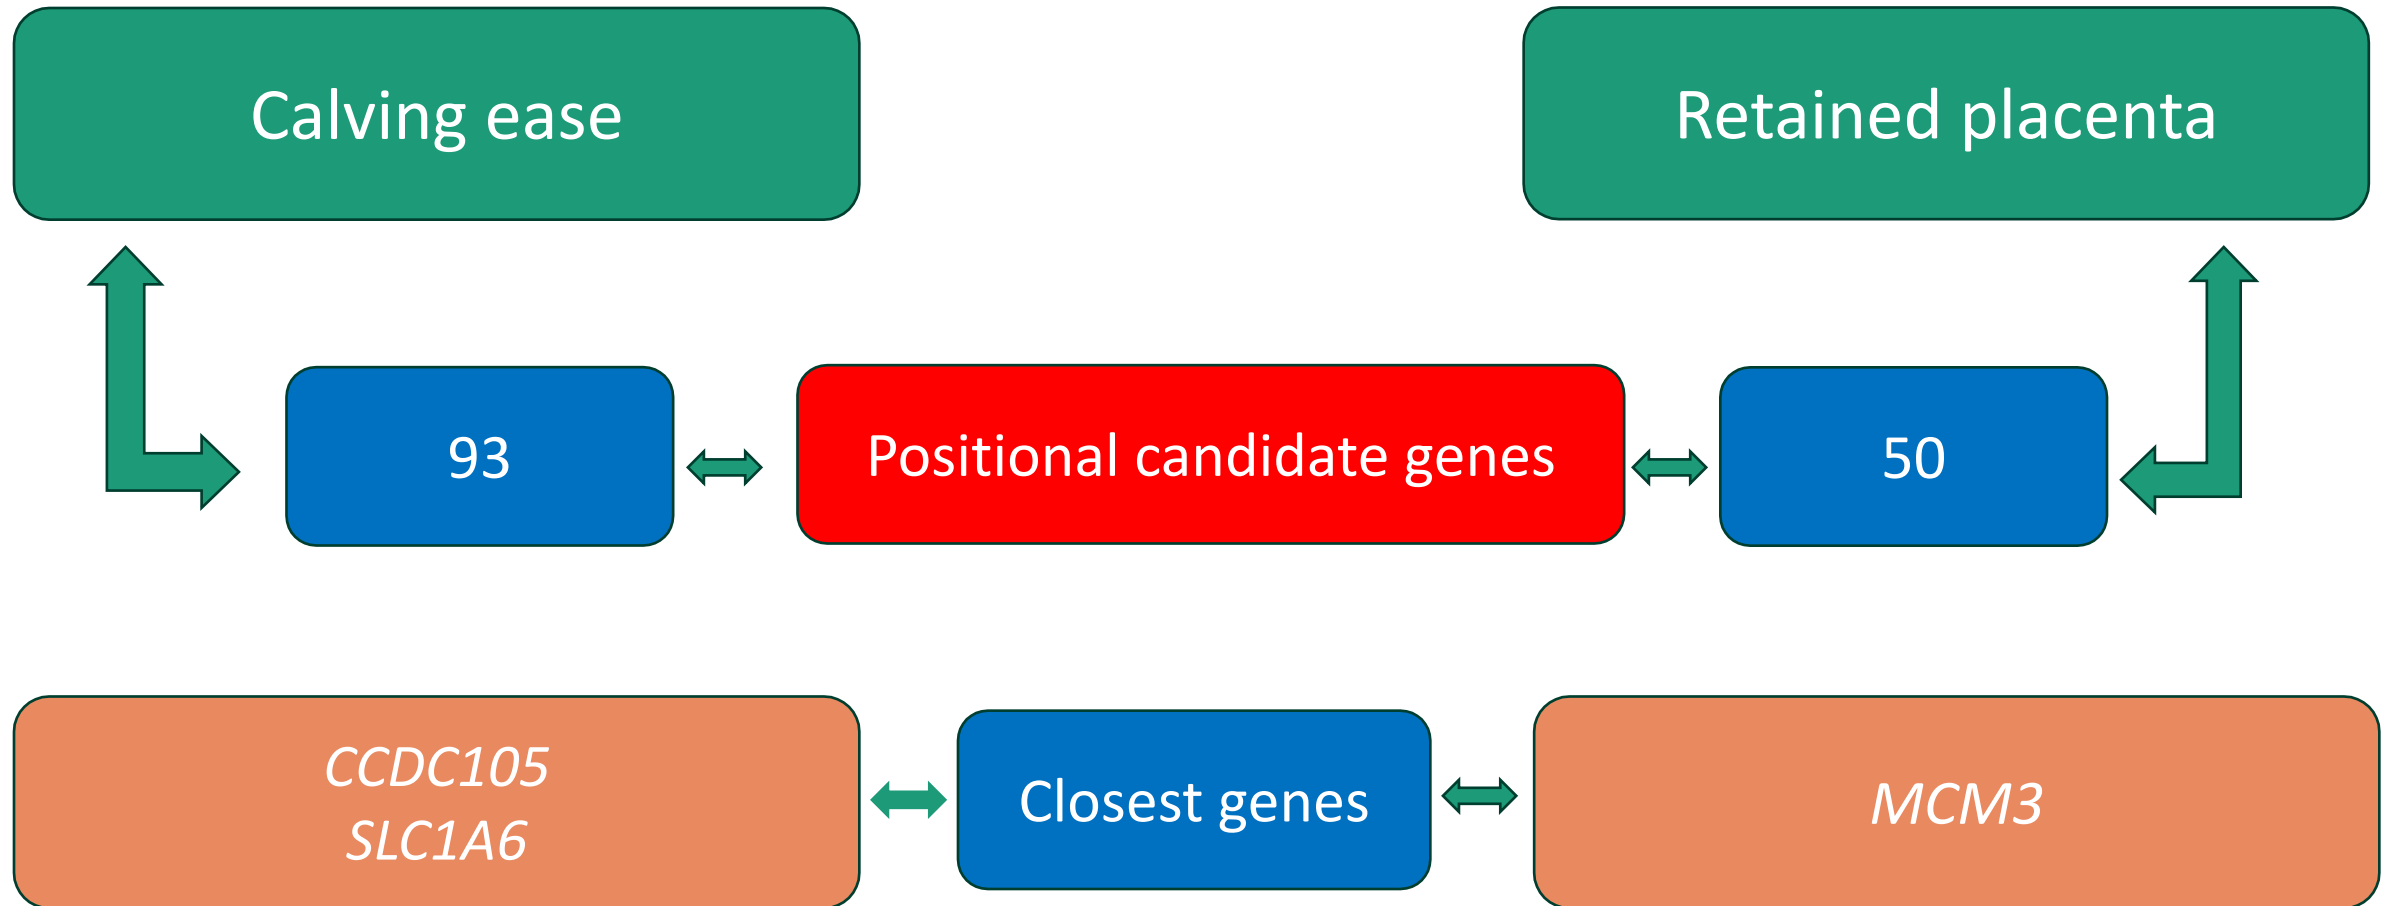 Calving ease
Retained placenta
93
Positional candidate genes
50
CCDC105
SLC1A6
Closest genes
MCM3